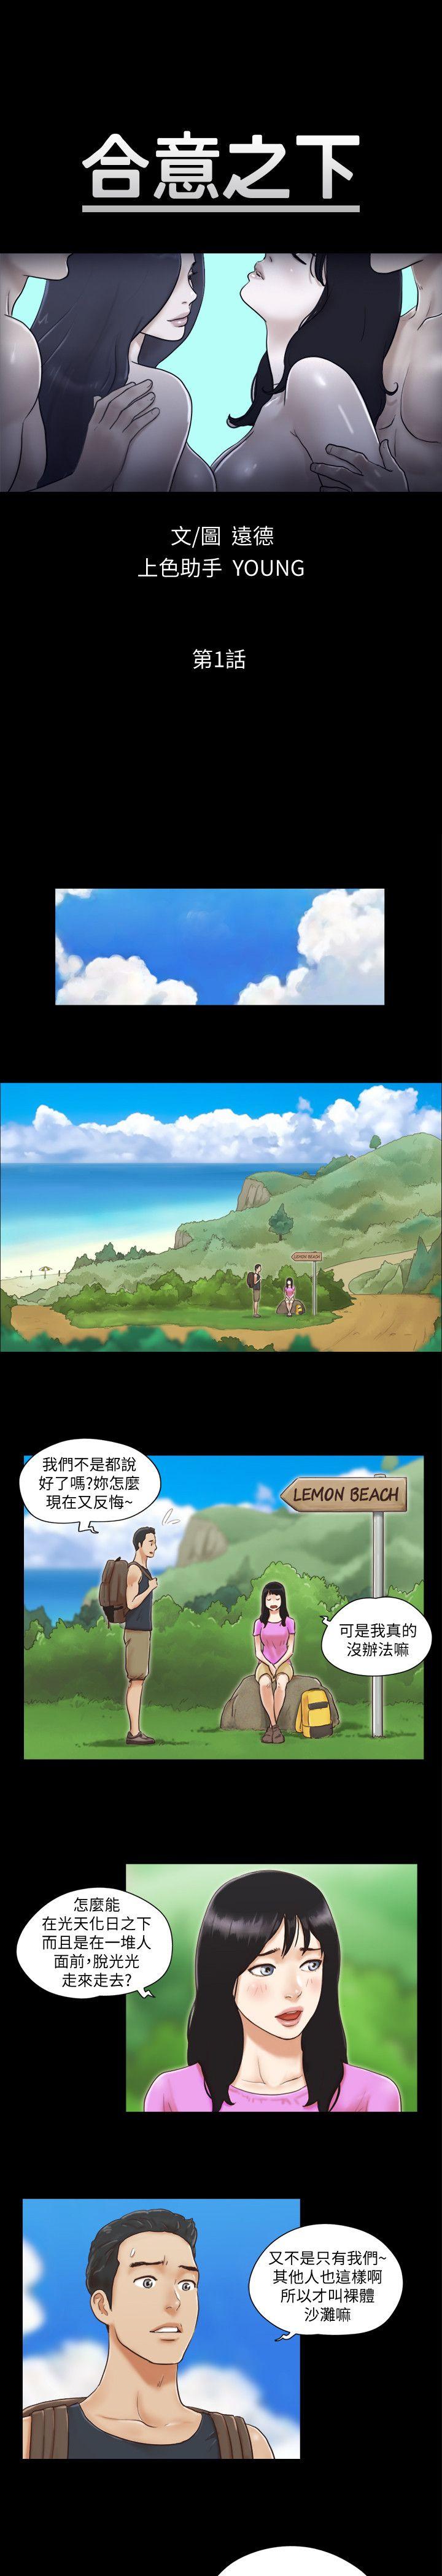 合意之下
文/圖 遠德
上色助手 YOUNG
第1話
LEMON BEACH
我們不是都說
好了嗎?妳怎麼
現在又反悔~
LEMON BEACH
可是我真的
沒辦法嘛
怎麼能
在光天化日之下
而且是在一堆人
面前,脫光光
走來走去?
又不是只有我們~
其他人也這樣啊
所以才叫裸體
沙灘嘛